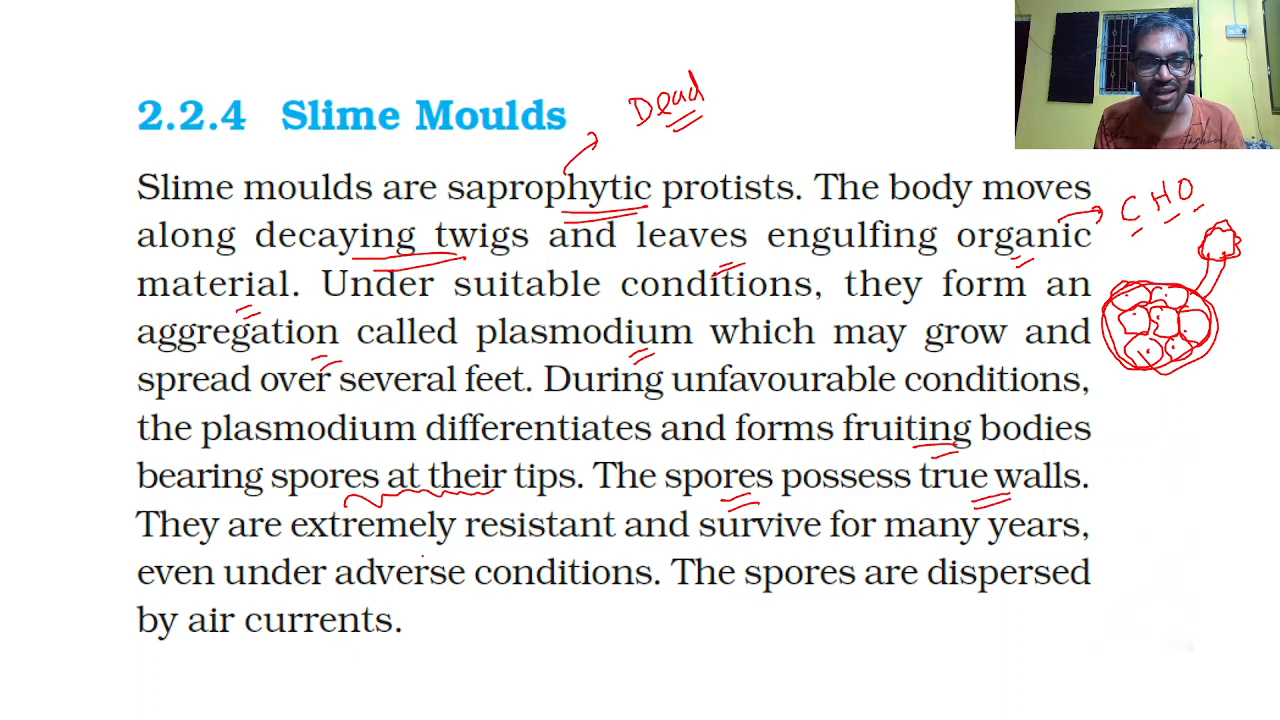 Dead
2.2.4 Slime Moulds
Slime moulds are saprophytic protists. The body moves
C H O
along decaying twigs and leaves engulfing organic
material. Under suitable conditions, they form an
aggregation called plasmodium which may grow and
spread over several feet. During unfavourable conditions,
the plasmodium differentiates and forms fruiting bodies
bearing spores at their tips. The spores possess true walls.
They are extremely resistant and survive for many years,
even under adverse conditions. The spores are dispersed
by air currents.